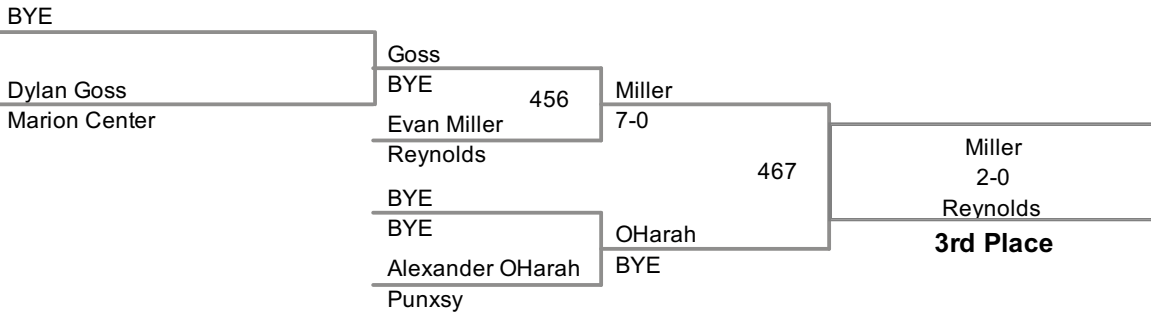 BYE
Dylan Goss
Marion Center
Goss
BYE
456
Evan Miller
Reynolds
BYE
BYE
Alexander OHarah
Punxsy
Miller
7-0
467
OHarah
BYE
Miller
2-0
Reynolds
3rd Place